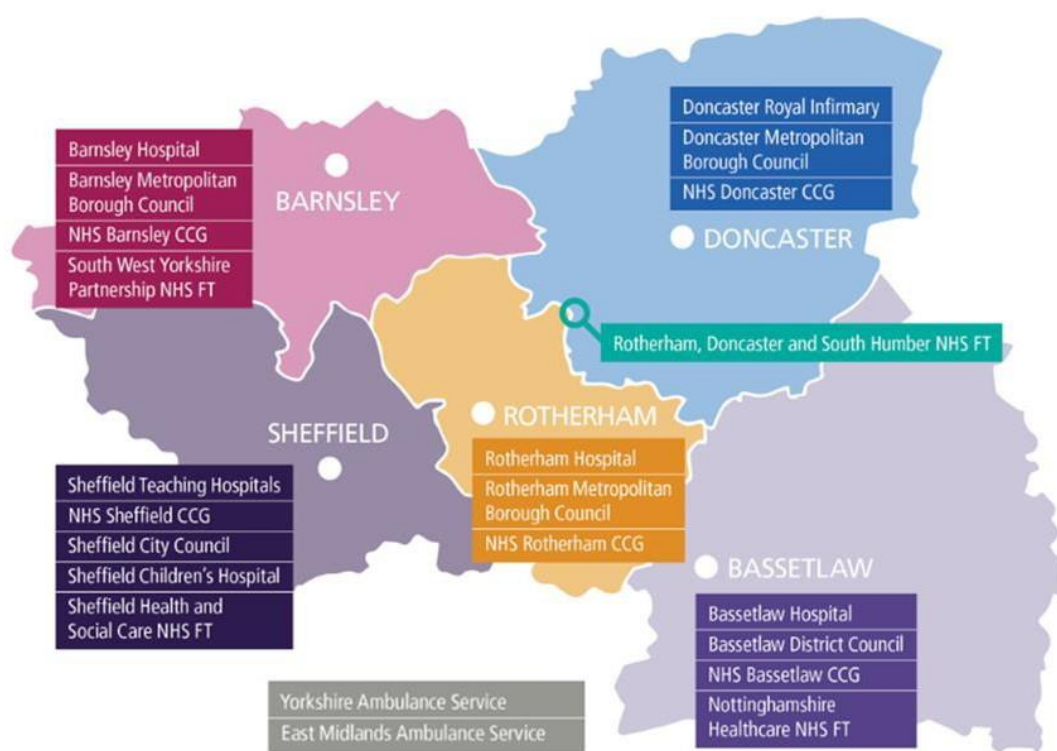 Doncaster Royal Infirmary
Doncaster Metropolitan
Borough Council
NHS Doncaster CCG
DONCASTER
Barnsley Hospital
Barnsley Metropolitan
Borough Council
NHS Barnsley CCG
South West Yorkshire
Partnership NHS FT
BARNSLEY
Rotherham, Doncaster and South Humber NHS FT
ROTHERHAM
Rotherham Hospital
Rotherham Metropolitan
Borough Council
NHS Rotherham CCG
SHEFFIELD
Sheffield Teaching Hospitals
NHS Sheffield CCG
Sheffield City Council
Sheffield Children's Hospital
Sheffield Health and
Social Care NHS FT
BASSETLAW
Bassetlaw Hospital
Bassetlaw District Council
NHS Bassetlaw CCG
Nottinghamshire
Healthcare NHS FT
Yorkshire Ambulance Service
East Midlands Ambulance Service